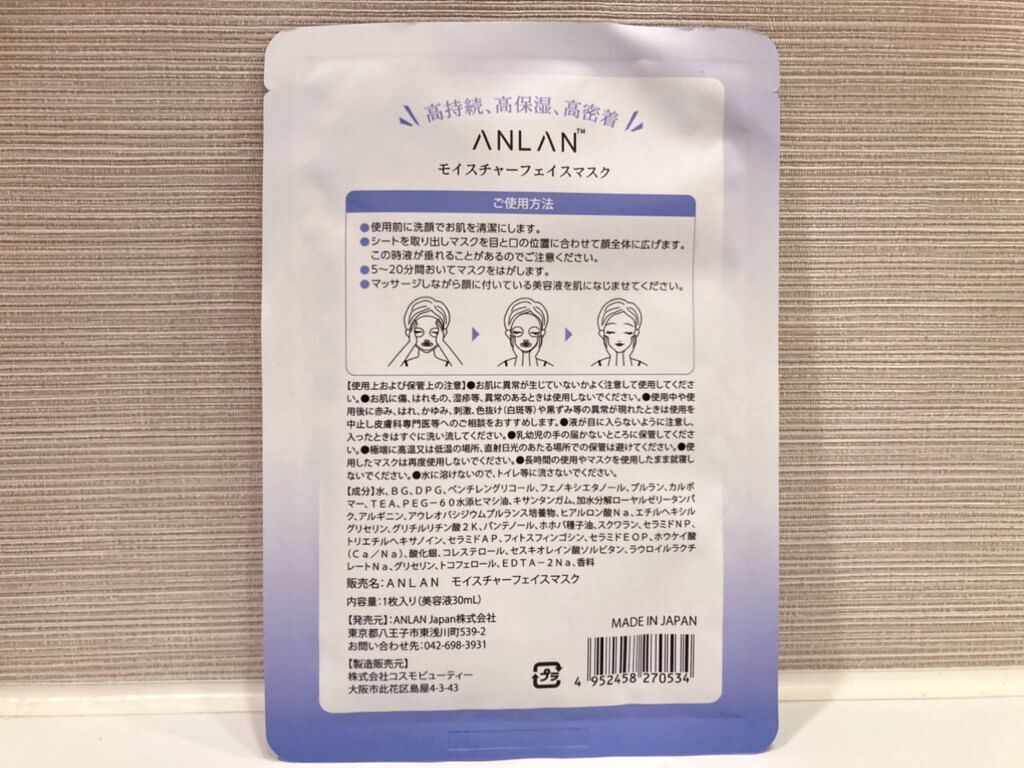 高持続、高保湿、高密着
ANLAN™
モイスチャーフェイスマスク
ご使用方法
●使用前に洗顔でお肌を清潔にします。
●シートを取り出しマスクを目と口の位置に合わせて顔全体に広げます。
この時液が垂れることがあるのでご注意ください。
●5〜20分間おいてマスクをはがします。
●マッサージしながら顔に付いている美容液を肌になじませてください。
【使用上および保管上の注意】●お肌に異常が生じていないかよく注意して使用してくださ
い。●お肌に傷、はれもの、湿疹等、異常のあるときは使用しないでください。●使用中や使
用後に赤み、はれ、かゆみ、刺激、色抜け(白斑等)や黒ずみ等の異常が現れたときは使用を
中止し皮膚科専門医等へのご相談をおすすめします。●液が目に入らないように注意し、
入ったときはすぐに洗い流してください。●乳幼児の手の届かないところに保管してくださ
い。●極端に高温又は低温の場所、直射日光のあたる場所での保管は避けてください。●使
用したマスクは再度使用しないでください。●長時間の使用やマスクを使用したまま就寝し
ないでください。●水に溶けないので、トイレ等に流さないでください。
【成分】水、BG、DPG、ペンチレングリコール、フェノキシエタノール、プルラン、カルボ
マー、TEA、PEG－60水添ヒマシ油、キサンタンガム、加水分解ローヤルゼリータンパ
ク、アルギニン、アウレオバシジウムプルランス培養物、ヒアルロン酸Na、エチルヘキシル
グリセリン、グリチルリチン酸2K、パンテノール、ホホバ種子油、スクワラン、セラミドNP、
トリエチルヘキサノイン、セラミドAP、フィトスフィンゴシン、セラミドEOP、ホウケイ酸
(Ca／Na)、酸化銀、コレステロール、セスキオレイン酸ソルビタン、ラウロイルラクチ
レートNa、グリセリン、トコフェロール、EDTA－2Na、香料
販売名:ANLAN モイスチャーフェイスマスク
内容量:1枚入り(美容液30mL)
【発売元】:ANLAN Japan株式会社
東京都八王子市東浅川町539-2
お問い合わせ先:042-698-3931
【製造販売元】
株式会社コスモビューティー
大阪市此花区島屋4-3-43
MADE IN JAPAN
プラ
4 952458 270534